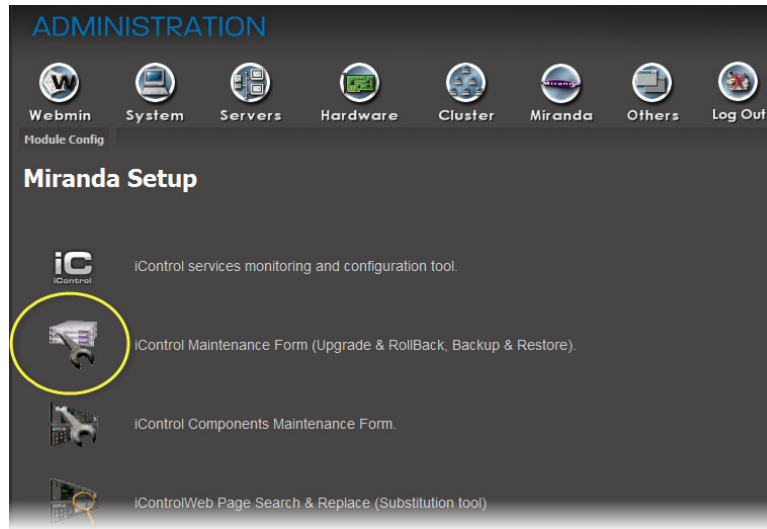 ADMINISTRATION
W
Miranda
Webmin System Servers Hardware Cluster Miranda Others Log Out
Module Config
Miranda Setup
iC
iControl
iControl services monitoring and configuration tool.
iControl Maintenance Form (Upgrade & RollBack, Backup & Restore).
iControl Components Maintenance Form.
iControlWeb Page Search & Replace (Substitution tool)